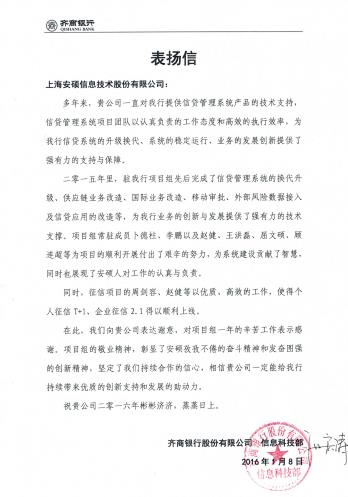 齐商银行
QISHANG BANK
表扬信
上海安硕信息技术股份有限公司：
多年来，贵公司一直对我行提供信贷管理系统产品的技术支持，
信贷管理系统项目团队以认真负责的工作态度和高效的执行效率，为
我行信贷系统的升级换代、系统的稳定运行、业务的发展创新提供了
强有力的支持与保障。
二零一五年里，驻我行项目组先后完成了信贷管理系统的换代升
级、供应链业务改造、国际业务改造、移动审批、外部风险数据接入
及信贷应用的改造等，为我行业务的创新与发展提供了强有力的技术
支撑。项目组常驻成员卜德柱、李鹏以及赵健、王洪磊、屈文硕、顾
连超等为项目的顺利开展付出了艰辛的努力，为系统建设贡献了智慧，
同时也展现了安硕人对工作的认真与负责。
同时，征信项目的周剑容、赵健等以优质、高效的工作，使得个
人征信 T+1、企业征信 2.1 得以顺利上线。
在此，我们向贵公司表达谢意，对项目组一年的辛苦工作表示感
谢。项目组的敬业精神，彰显了安硕孜孜不倦的奋斗精神和发奋图强
的创新精神，坚定了我们持续合作的信心，相信贵公司一定能给我行
持续带来优质的创新支持和发展的助动力。
祝贵公司二零一六年彬彬济济，蒸蒸日上。
齐商银行股份有限公司 信息科技部
2016 年 1 月 8 日
信息科技部